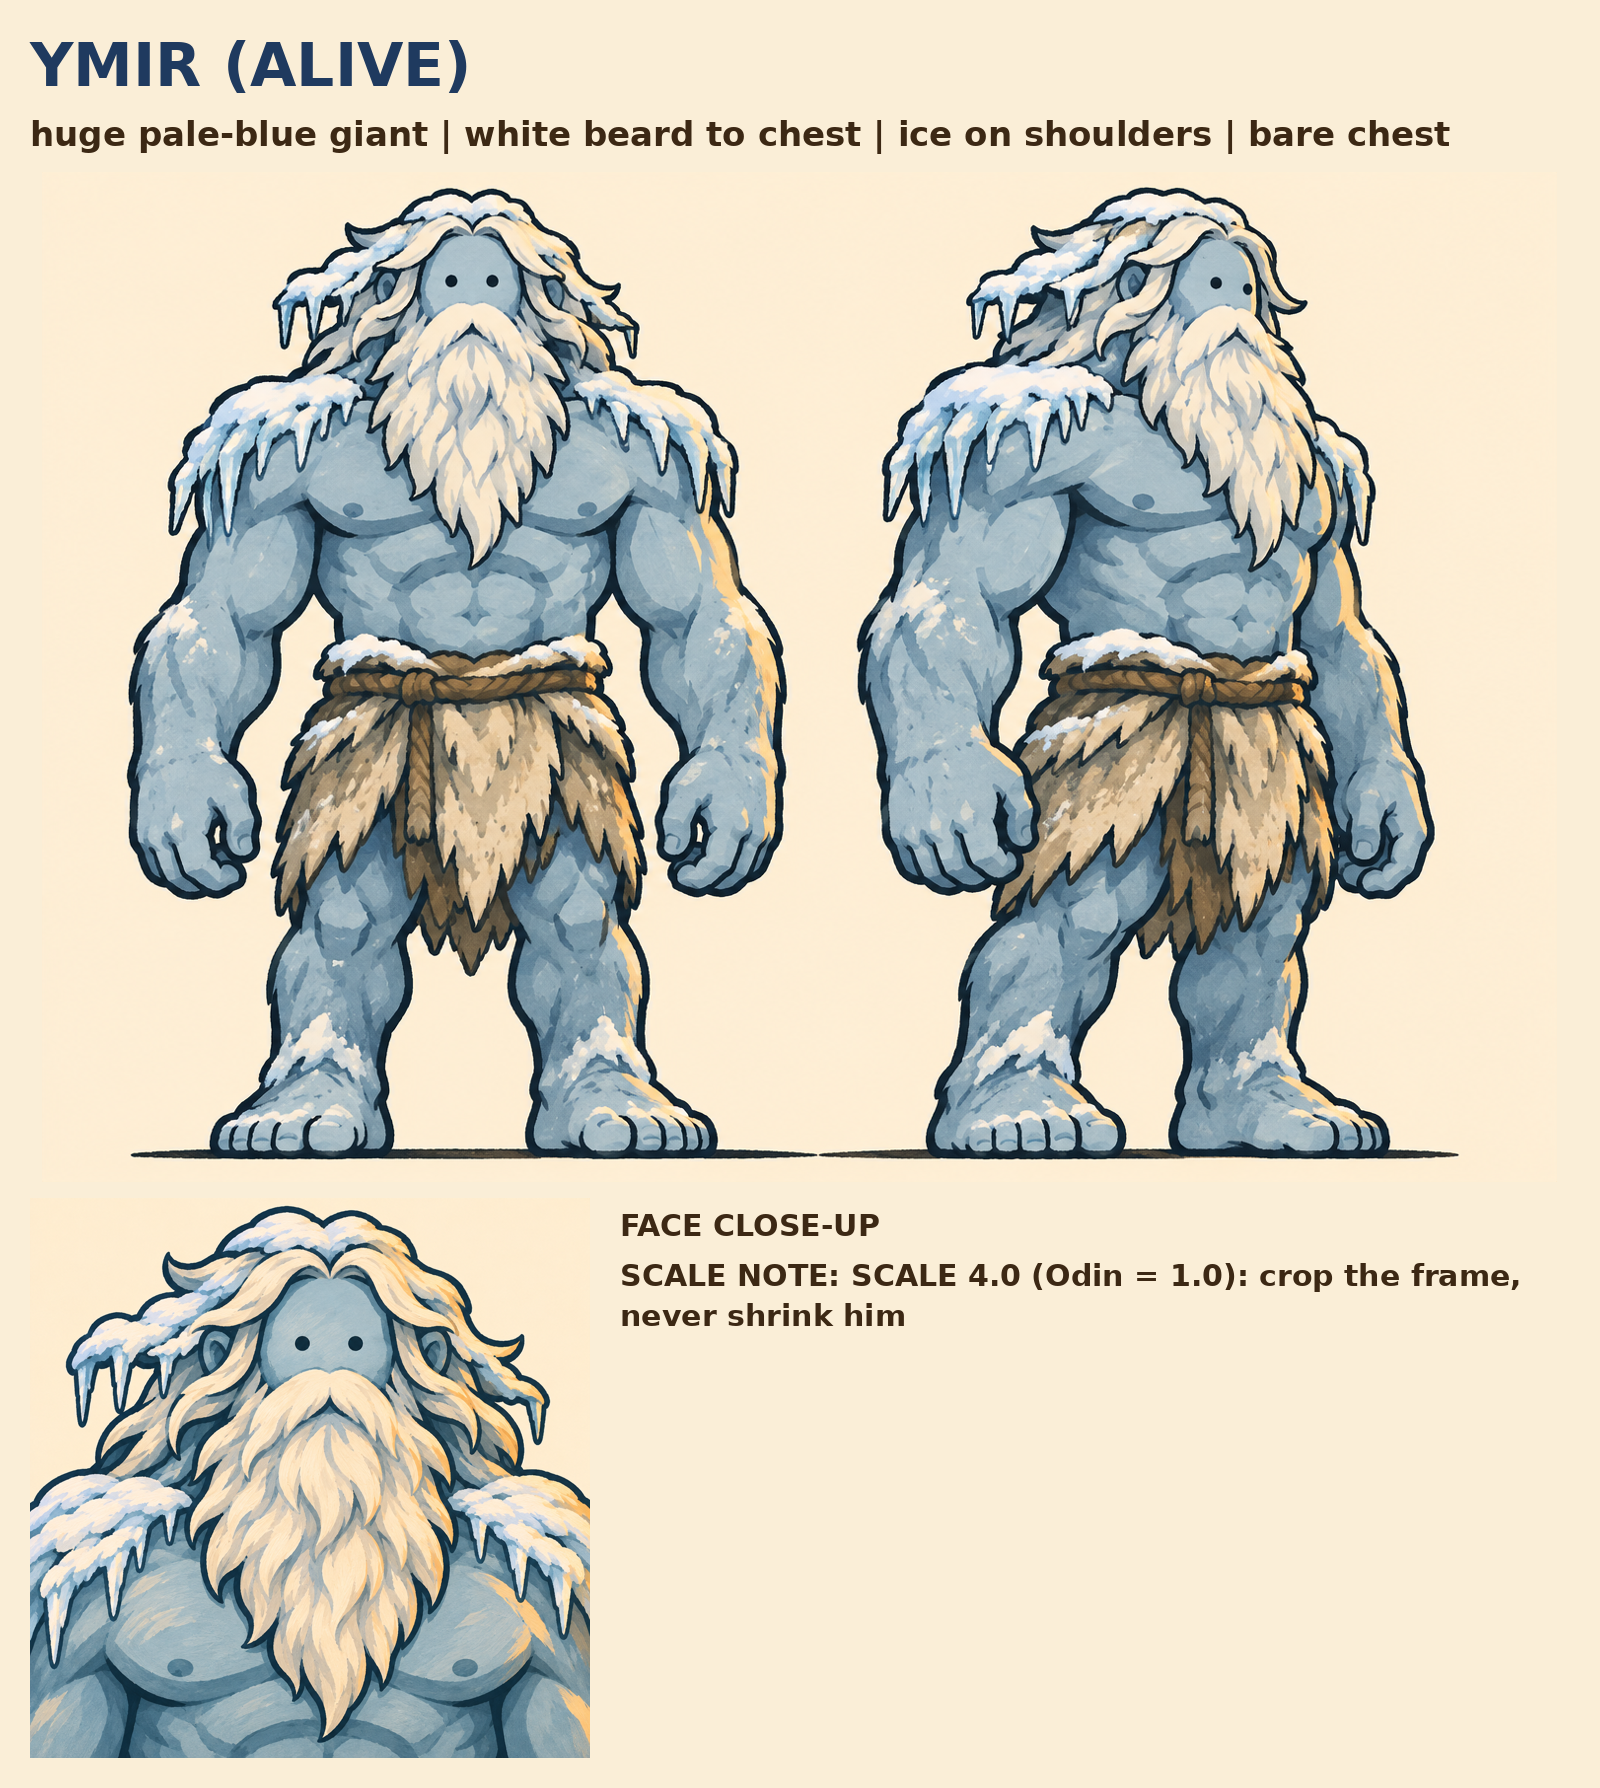 YMIR (ALIVE)
huge pale-blue giant | white beard to chest | ice on shoulders | bare chest
FACE CLOSE-UP
SCALE NOTE: SCALE 4.0 (Odin = 1.0): crop the frame,
never shrink him